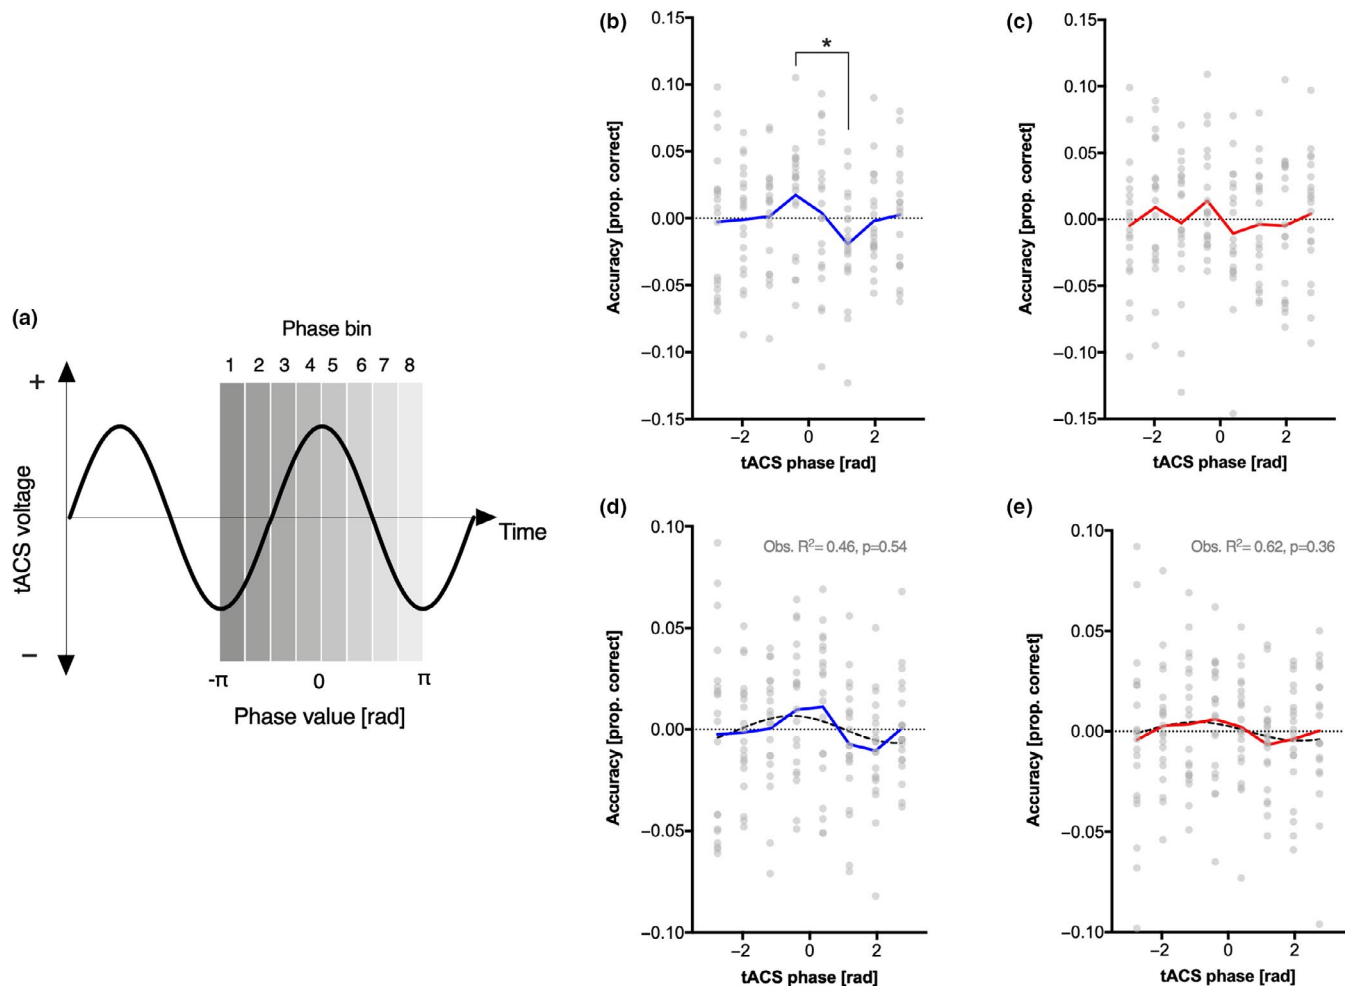 (a)
Phase bin
1 2 3 4 5 6 7 8
+
tACS voltage
–
Time
-π 0 π
Phase value [rad]
(b)
*
0.15
0.10
0.05
0.00
−0.05
−0.10
−0.15
Accuracy [prop. correct]
−2 0 2
tACS phase [rad]
(c)
0.15
0.10
0.05
0.00
−0.05
−0.10
−0.15
Accuracy [prop. correct]
−2 0 2
tACS phase [rad]
(d)
Obs. R²= 0.46, p=0.54
0.10
0.05
0.00
−0.05
−0.10
Accuracy [prop. correct]
−2 0 2
tACS phase [rad]
(e)
Obs. R²= 0.62, p=0.36
0.10
0.05
0.00
−0.05
−0.10
Accuracy [prop. correct]
−2 0 2
tACS phase [rad]